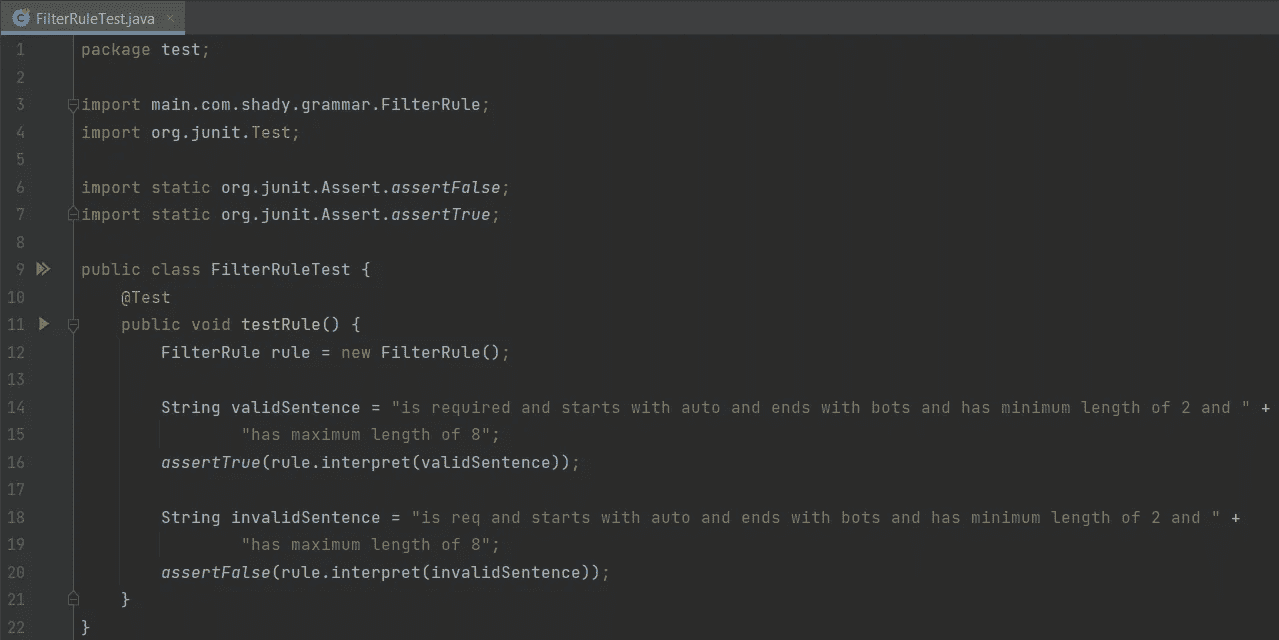 FilterRuleTest.java
1 package test;
2
3 import main.com.shady.grammar.FilterRule;
4 import org.junit.Test;
5
6 import static org.junit.Assert.assertFalse;
7 import static org.junit.Assert.assertTrue;
8
9 public class FilterRuleTest {
10     @Test
11     public void testRule() {
12         FilterRule rule = new FilterRule();
13
14         String validSentence = "is required and starts with auto and ends with bots and has minimum length of 2 and " +
15                 "has maximum length of 8";
16         assertTrue(rule.interpret(validSentence));
17
18         String invalidSentence = "is req and starts with auto and ends with bots and has minimum length of 2 and " +
19                 "has maximum length of 8";
20         assertFalse(rule.interpret(invalidSentence));
21     }
22 }